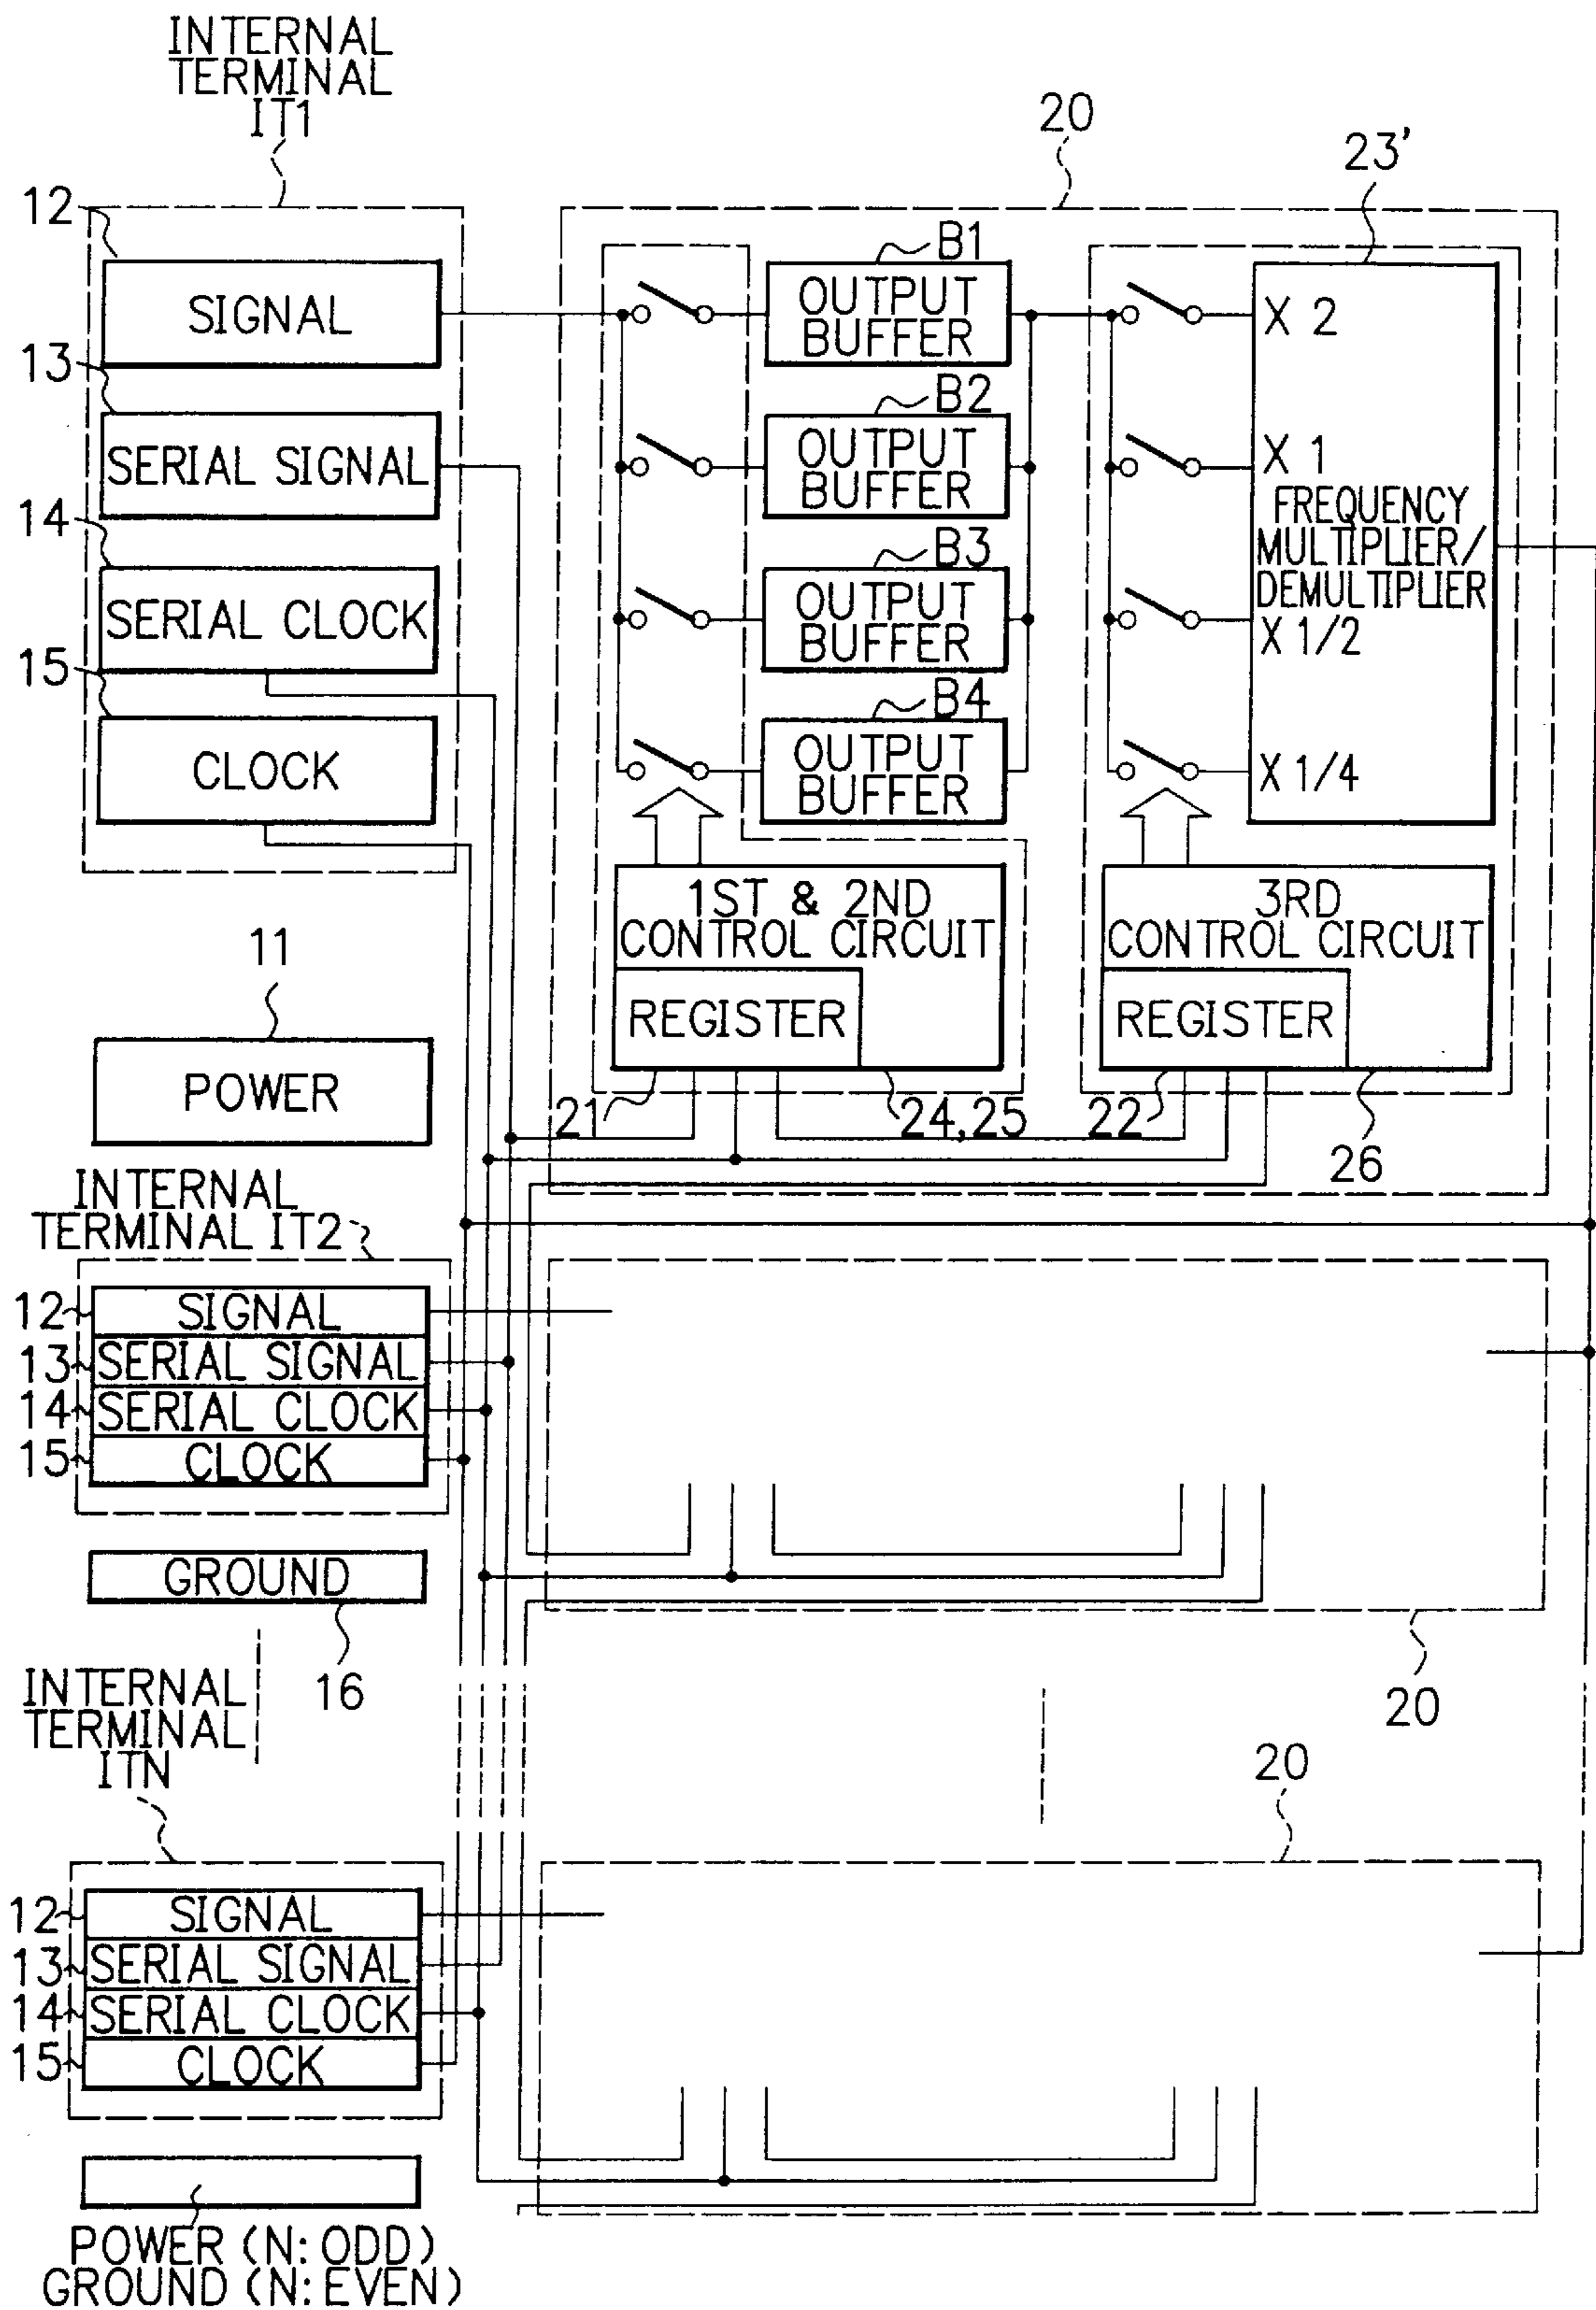 INTERNAL
TERMINAL
IT1
20
23'
12
SIGNAL
B1
OUTPUT
BUFFER
X 2
13
SERIAL SIGNAL
B2
OUTPUT
BUFFER
X 1
FREQUENCY
MULTIPLIER/
DEMULTIPLIER
14
SERIAL CLOCK
B3
OUTPUT
BUFFER
X 1/2
15
CLOCK
B4
OUTPUT
BUFFER
X 1/4
1ST & 2ND
CONTROL CIRCUIT
REGISTER
3RD
CONTROL CIRCUIT
REGISTER
11
POWER
21
24,25
22
26
INTERNAL
TERMINAL IT2
12
SIGNAL
13
SERIAL SIGNAL
14
SERIAL CLOCK
15
CLOCK
GROUND
16
20
INTERNAL
TERMINAL
ITN
20
12
SIGNAL
13
SERIAL SIGNAL
14
SERIAL CLOCK
15
CLOCK
POWER (N: ODD)
GROUND (N: EVEN)